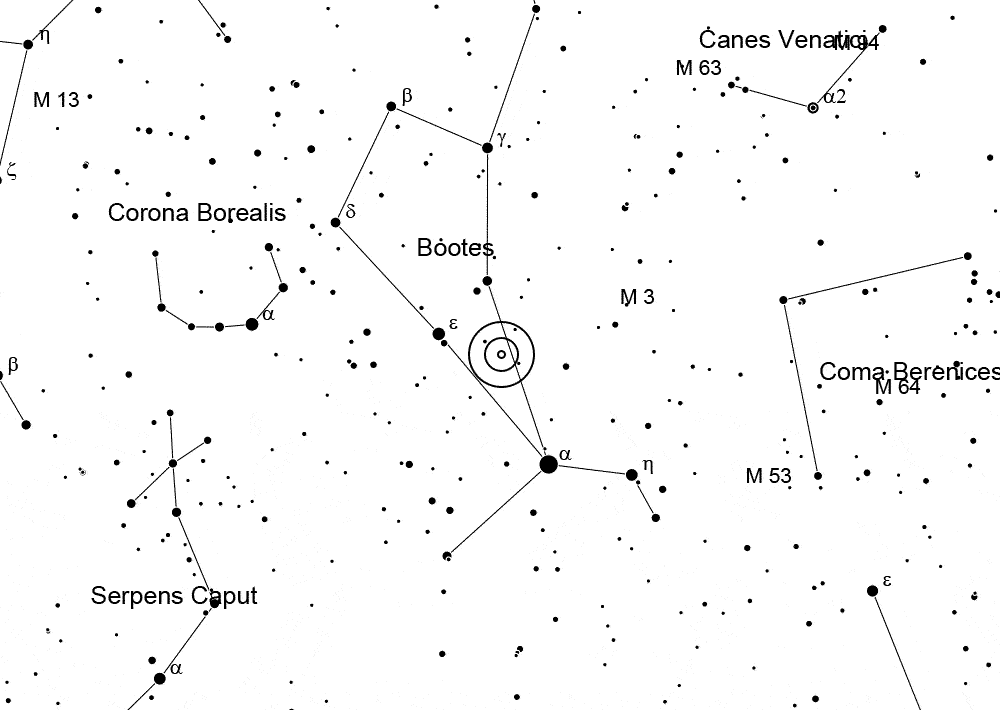 η
Canes Venatici
M 94
M 63
β
α2
M 13
γ
ζ
Corona Borealis
δ
Bootes
M 3
α
ε
β
Coma Berenices
M 64
α
η
M 53
ε
Serpens Caput
α